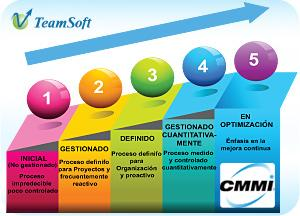 TeamSoft
1
2
3
4
5
INICIAL
(No gestionado)
Proceso
impredecible
poco controlado
GESTIONADO
Proceso definifo
para Proyectos y
frecuentemente
reactivo
DEFINIDO
Proceso definifo
para
Organización
y proactivo
GESTIONADO
CUANTITATIVA-
MENTE
Proceso medido y
controlado
cuantitativamente
EN
OPTIMIZACIÓN
Énfasis en la
mejora continua
CMMi